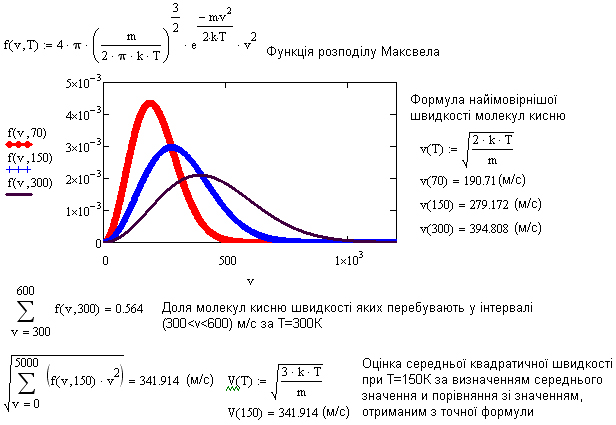 f(v,T) := 4 · π · (m / (2 · π · k · T))^(3/2) · e^(−m·v² / (2·k·T)) · v² Функція розподілу Максвела
5×10⁻³
4×10⁻³
3×10⁻³
2×10⁻³
1×10⁻³
0
0 500 1×10³
v
f(v,70)
f(v,150)
f(v,300)
Формула найімовірнішої
швидкості молекул кисню
v(T) := √(2 · k · T / m)
v(70) = 190.71 (м/с)
v(150) = 279.172 (м/с)
v(300) = 394.808 (м/с)
600
∑ f(v,300) = 0.564
v = 300
Доля молекул кисню швидкості яких перебувають у інтервалі
(300<v<600) м/с за T=300K
5000
√∑ (f(v,150) · v²) = 341.914 (м/с)
v = 0
V(T) := √(3 · k · T / m)
V(150) = 341.914 (м/с)
Оцінка середньої квадратичної швидкості
при T=150K за визначенням середнього
значення и порівняння зі значенням,
отриманим з точної формули